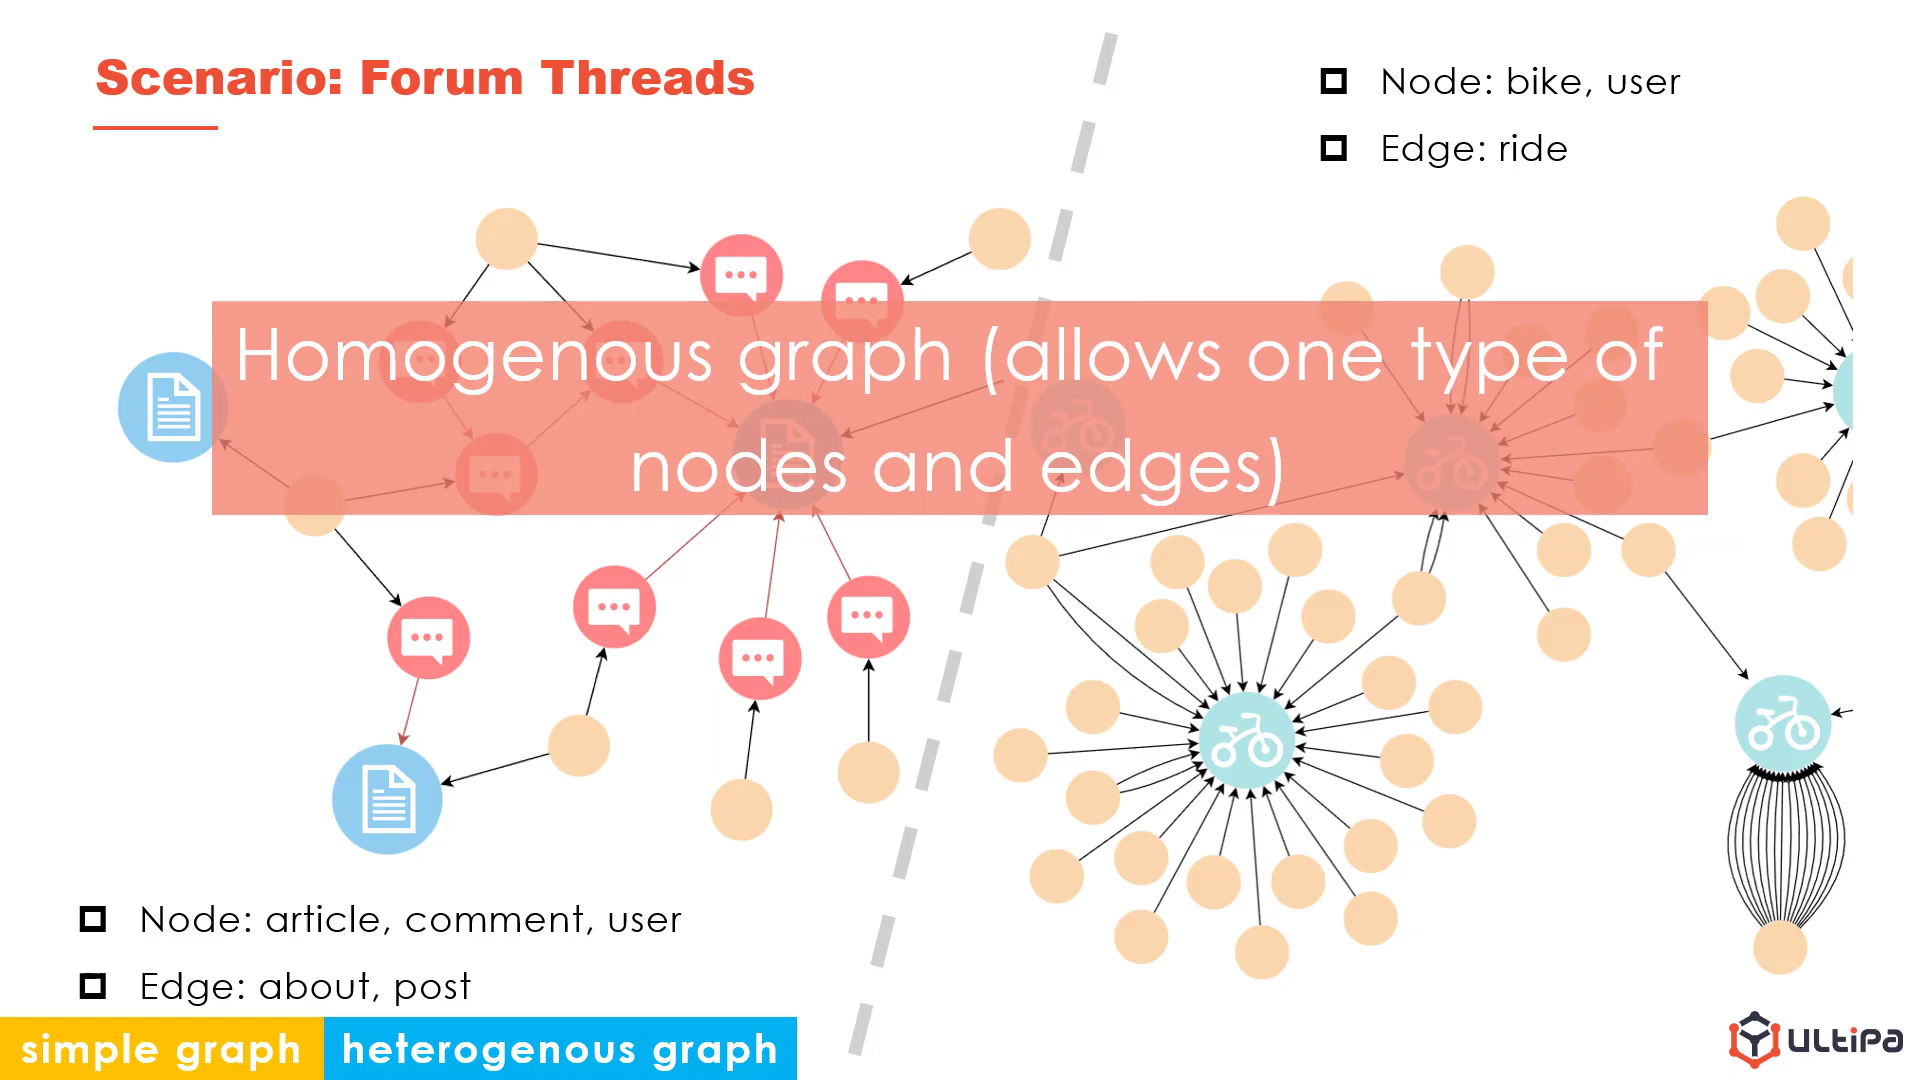 Scenario: Forum Threads
Node: bike, user
Edge: ride
Homogenous graph (allows one type of
nodes and edges)
Node: article, comment, user
Edge: about, post
simple graph
heterogenous graph
ULTIPA